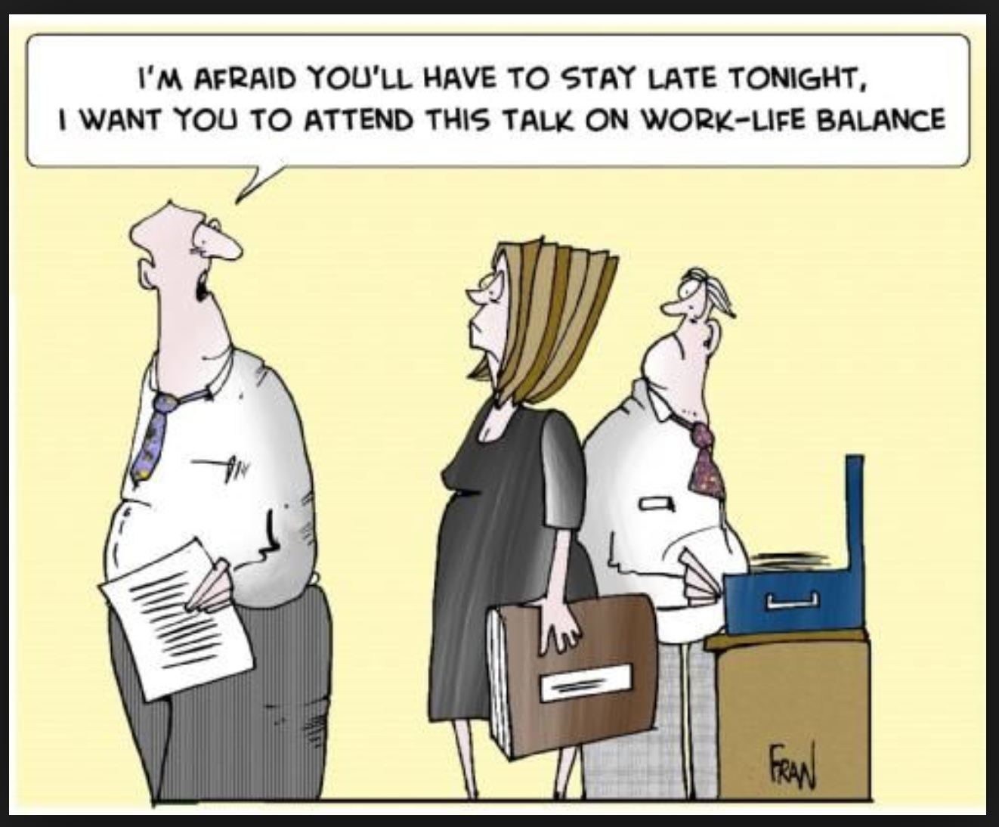 I'M AFRAID YOU'LL HAVE TO STAY LATE TONIGHT,
I WANT YOU TO ATTEND THIS TALK ON WORK-LIFE BALANCE
FRAN